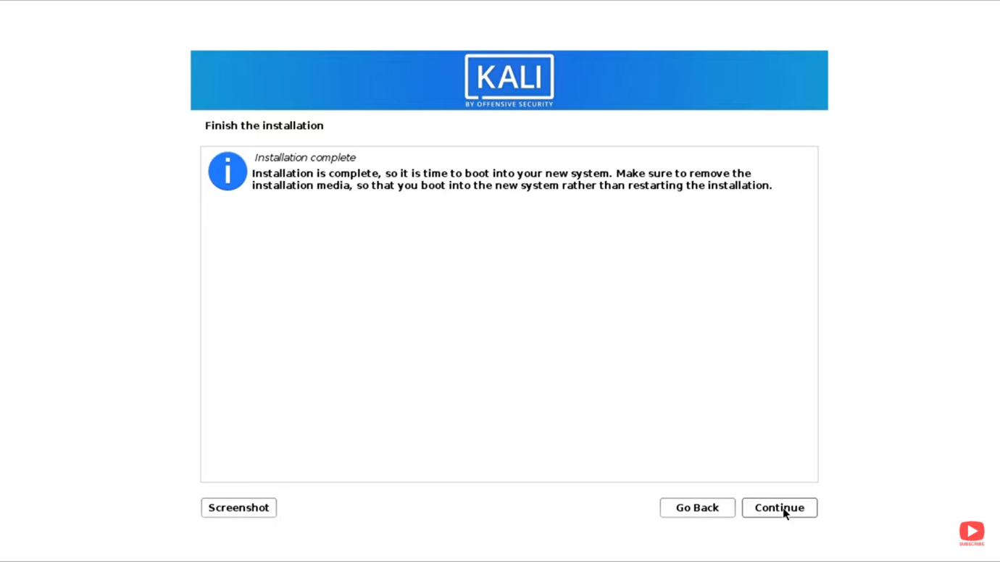 KALI
BY OFFENSIVE SECURITY
Finish the installation
Installation complete
Installation is complete, so it is time to boot into your new system. Make sure to remove the
installation media, so that you boot into the new system rather than restarting the installation.
Screenshot
Go Back
Continue
SUBSCRIBE